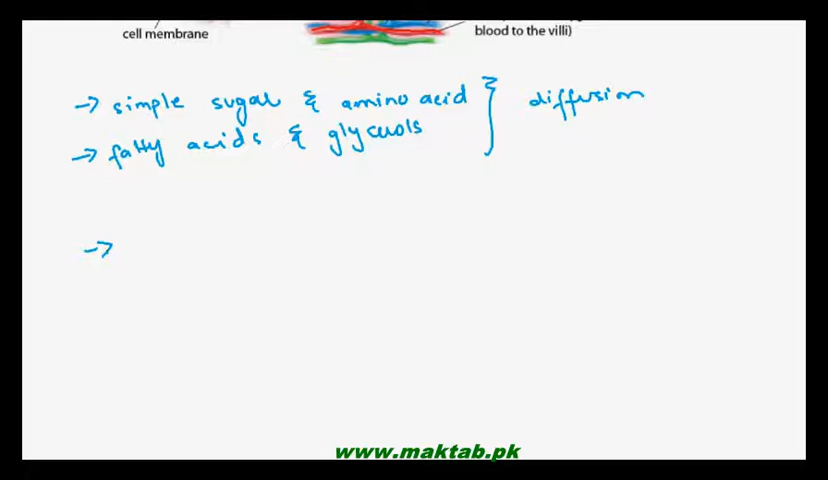 cell membrane
blood to the villi)
→ simple sugar & amino acid } diffusion
→ fatty acids & glycerols
→
www.maktab.pk